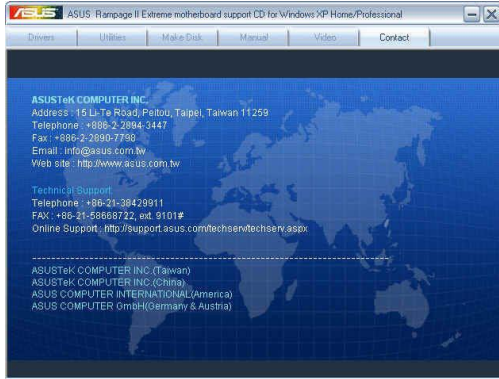 ASUS ASUS Rampage II Extreme motherboard support CD for Windows XP Home/Professional
Drivers Utilities Make Disk Manual Video Contact
ASUSTeK COMPUTER INC.
Address : 15 Li-Te Road, Peitou, Taipei, Taiwan 11259
Telephone : +886-2-2894-3447
Fax : +886-2-2890-7798
Email : info@asus.com.tw
Web site : http://www.asus.com.tw
Technical Support
Telephone : +86-21-38429911
FAX : +86-21-58668722, ext. 9101#
Online Support : http://support.asus.com/techserv/techserv.aspx
ASUSTeK COMPUTER INC.(Taiwan)
ASUSTeK COMPUTER INC.(China)
ASUS COMPUTER INTERNATIONAL(America)
ASUS COMPUTER GmbH(Germany & Austria)